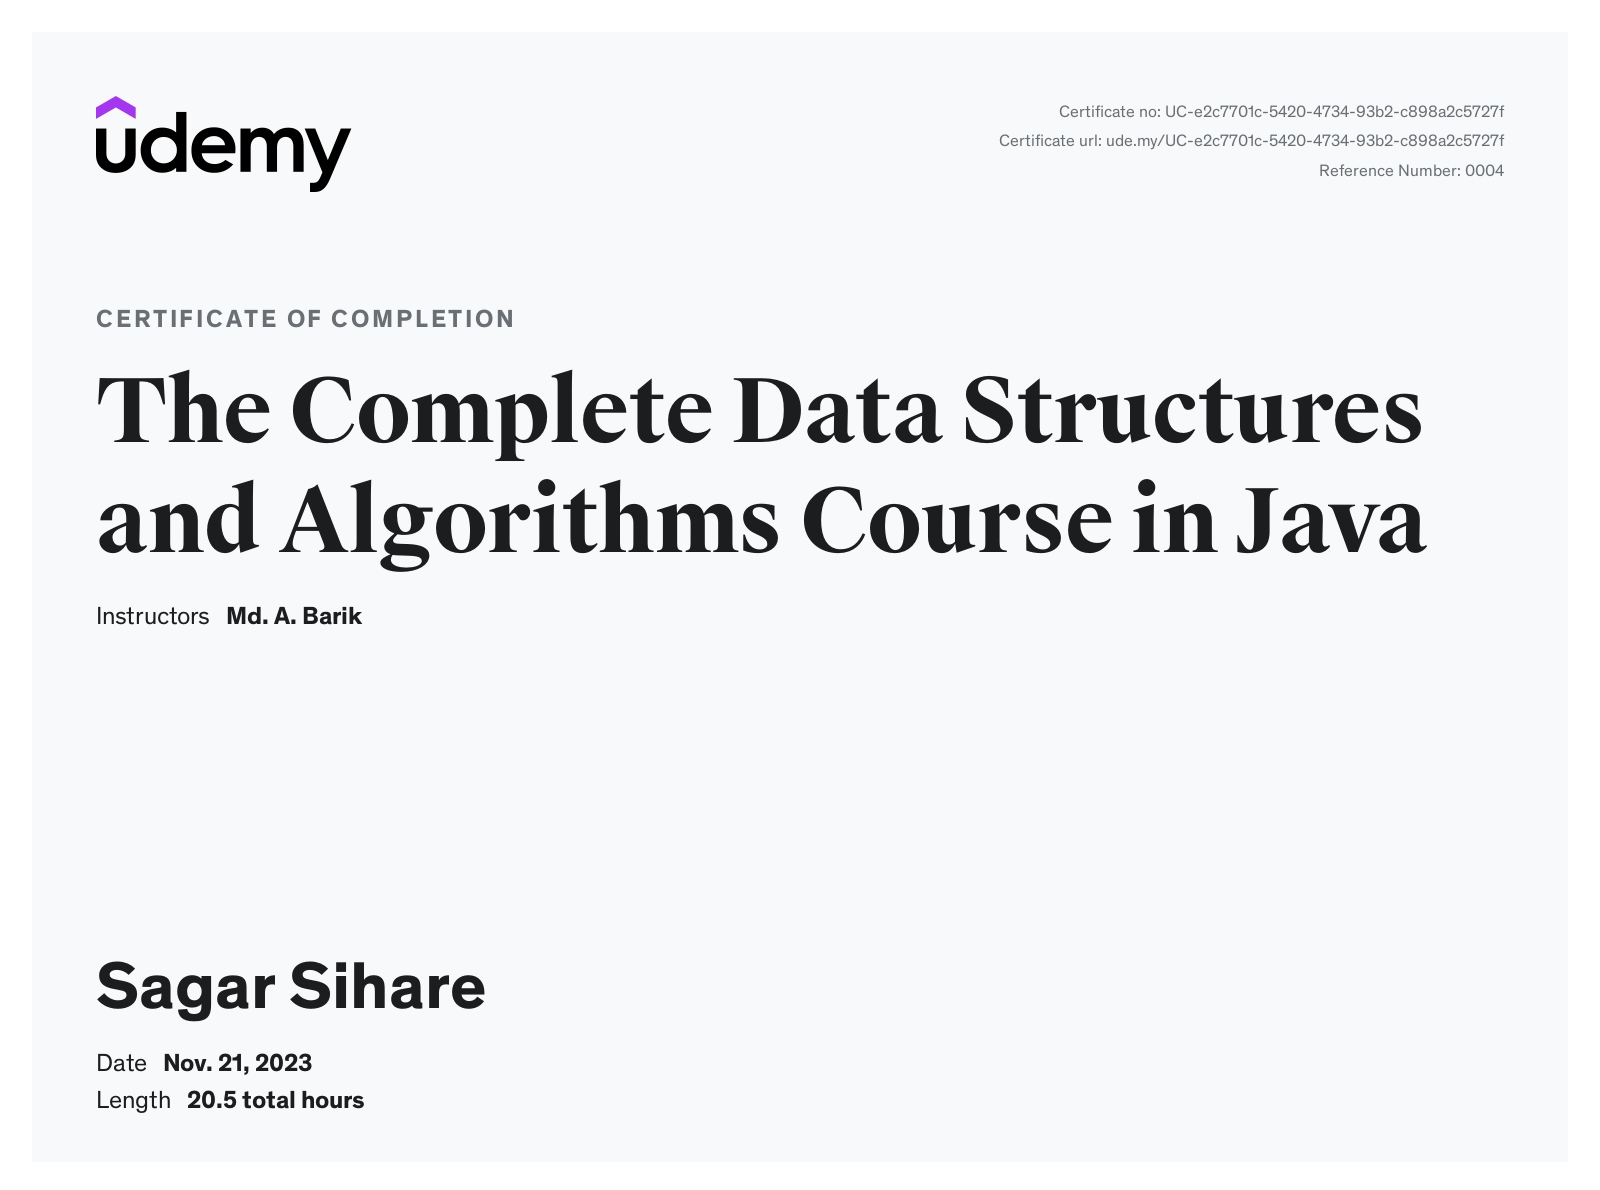 udemy
Certificate no: UC-e2c7701c-5420-4734-93b2-c898a2c5727f
Certificate url: ude.my/UC-e2c7701c-5420-4734-93b2-c898a2c5727f
Reference Number: 0004
CERTIFICATE OF COMPLETION
The Complete Data Structures
and Algorithms Course in Java
Instructors Md. A. Barik
Sagar Sihare
Date Nov. 21, 2023
Length 20.5 total hours